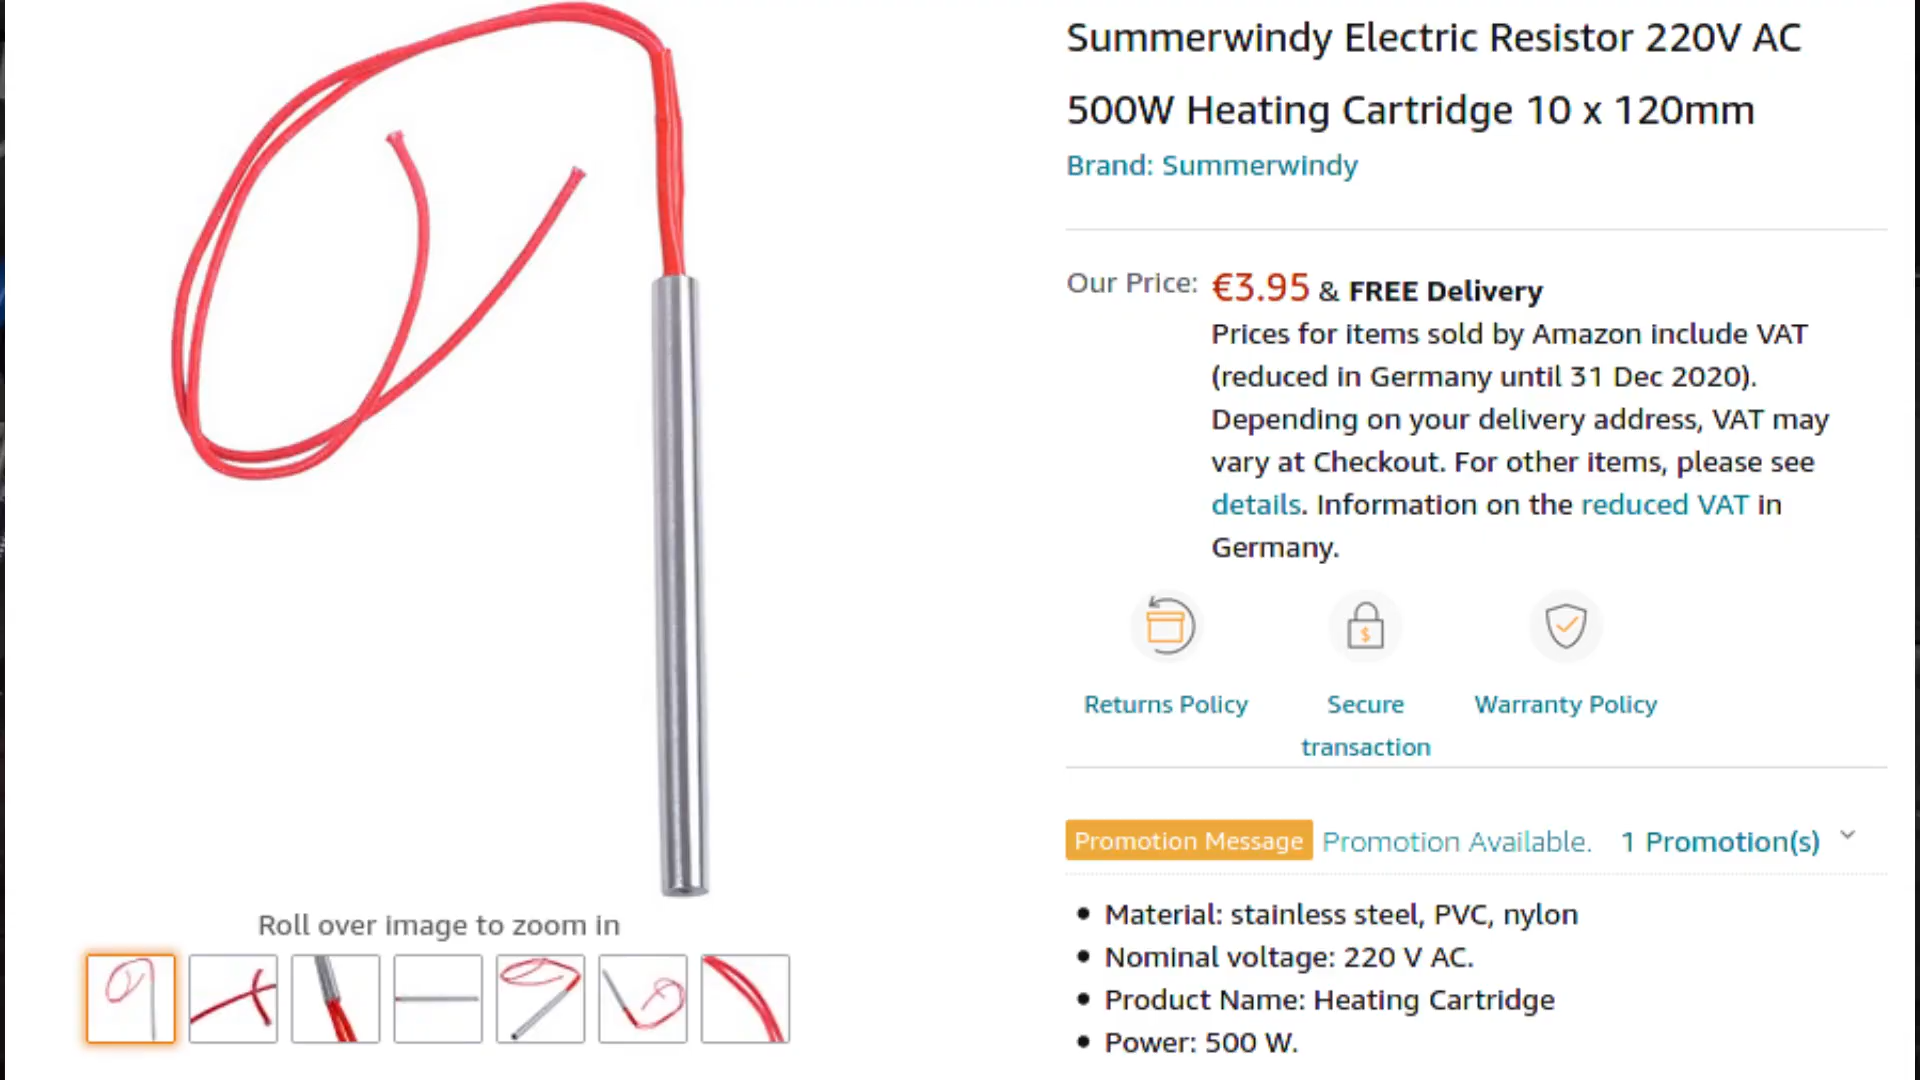 Summerwindy Electric Resistor 220V AC
500W Heating Cartridge 10 x 120mm
Brand: Summerwindy
Our Price: €3.95 & FREE Delivery
Prices for items sold by Amazon include VAT
(reduced in Germany until 31 Dec 2020).
Depending on your delivery address, VAT may
vary at Checkout. For other items, please see
details. Information on the reduced VAT in
Germany.
Returns Policy
Secure
transaction
Warranty Policy
Promotion Message Promotion Available. 1 Promotion(s)
Material: stainless steel, PVC, nylon
Nominal voltage: 220 V AC.
Product Name: Heating Cartridge
Power: 500 W.
Roll over image to zoom in